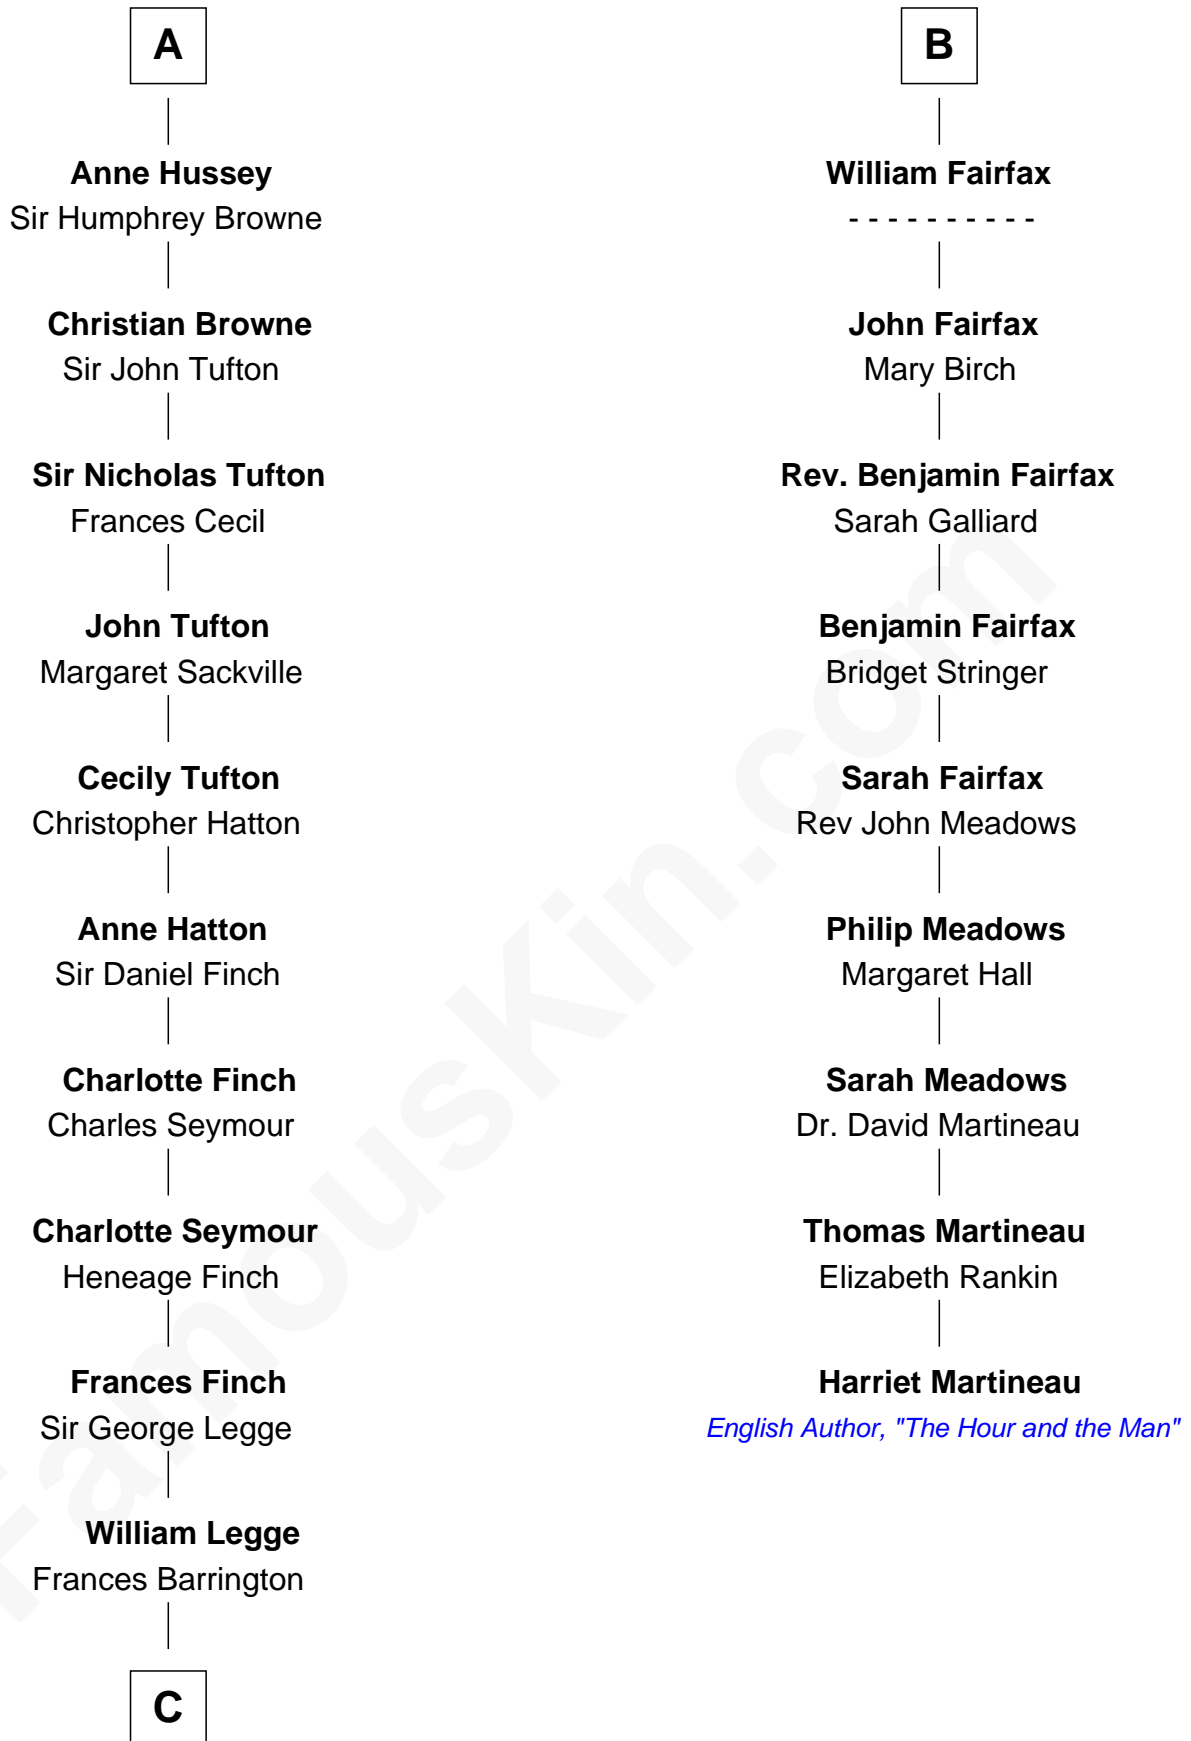 A
Anne Hussey
Sir Humphrey Browne
Christian Browne
Sir John Tufton
Sir Nicholas Tufton
Frances Cecil
John Tufton
Margaret Sackville
Cecily Tufton
Christopher Hatton
Anne Hatton
Sir Daniel Finch
Charlotte Finch
Charles Seymour
Charlotte Seymour
Heneage Finch
Frances Finch
Sir George Legge
William Legge
Frances Barrington
C
B
William Fairfax
- - - - - - - - - -
John Fairfax
Mary Birch
Rev. Benjamin Fairfax
Sarah Galliard
Benjamin Fairfax
Bridget Stringer
Sarah Fairfax
Rev John Meadows
Philip Meadows
Margaret Hall
Sarah Meadows
Dr. David Martineau
Thomas Martineau
Elizabeth Rankin
Harriet Martineau
English Author, "The Hour and the Man"
FamousKin.com